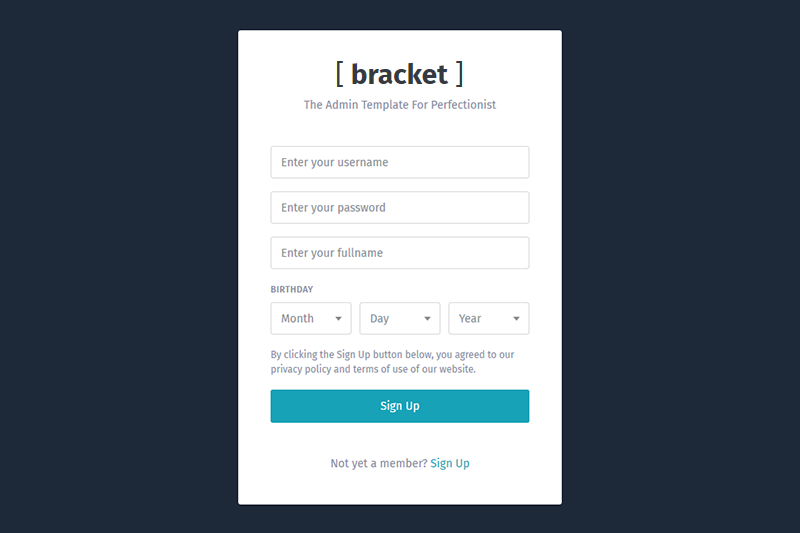 [ bracket ]
The Admin Template For Perfectionist
Enter your username
Enter your password
Enter your fullname
BIRTHDAY
Month Day Year
By clicking the Sign Up button below, you agreed to our
privacy policy and terms of use of our website.
Sign Up
Not yet a member? Sign Up